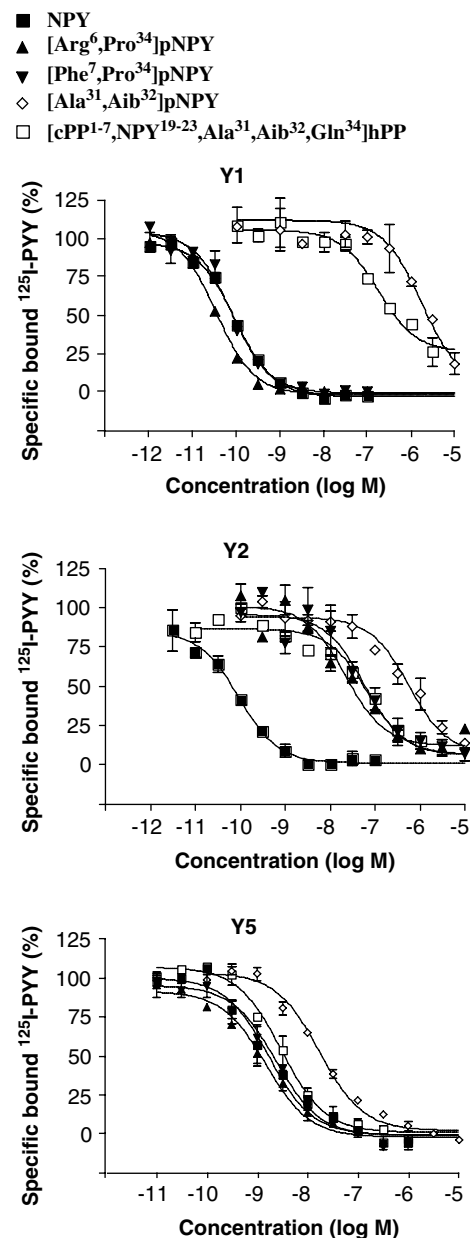 ■ NPY
▲ [Arg⁶,Pro³⁴]pNPY
▼ [Phe⁷,Pro³⁴]pNPY
◇ [Ala³¹,Aib³²]pNPY
□ [cPP¹⁻⁷,NPY¹⁹⁻²³,Ala³¹,Aib³²,Gln³⁴]hPP
Y1
Specific bound ¹²⁵I-PYY (%)
125
100
75
50
25
0
-12 -11 -10 -9 -8 -7 -6 -5
Concentration (log M)
Y2
Specific bound ¹²⁵I-PYY (%)
125
100
75
50
25
0
-12 -11 -10 -9 -8 -7 -6 -5
Concentration (log M)
Y5
Specific bound ¹²⁵I-PYY (%)
125
100
75
50
25
0
-11 -10 -9 -8 -7 -6 -5
Concentration (log M)